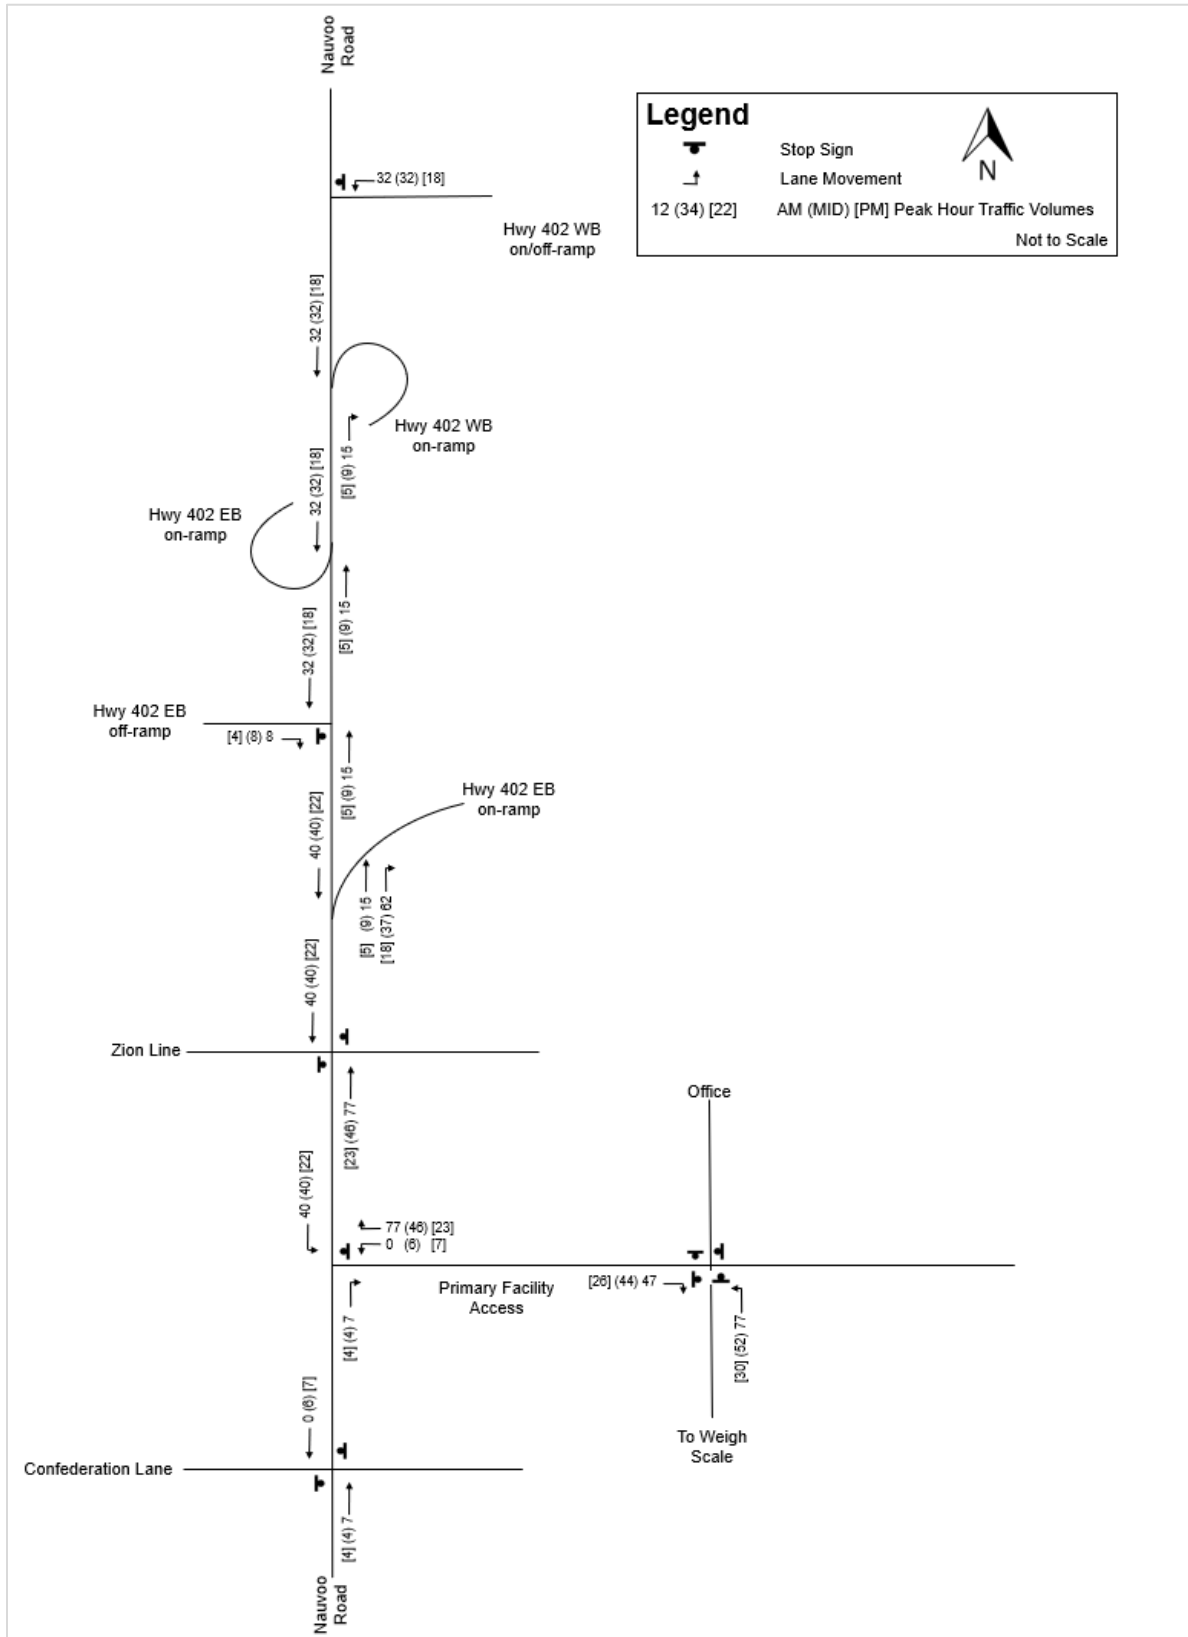 Nauvoo
Road
Legend
Stop Sign
Lane Movement
N
12 (34) [22] AM (MID) [PM] Peak Hour Traffic Volumes
Not to Scale
32 (32) [18]
Hwy 402 WB
on/off-ramp
32 (32) [18]
Hwy 402 WB
on-ramp
[5] (9) 15
32 (32) [18]
Hwy 402 EB
on-ramp
[5] (9) 15
32 (32) [18]
Hwy 402 EB
off-ramp
[4] (8) 8
[5] (9) 15
40 (40) [22]
Hwy 402 EB
on-ramp
[5] (9) 15
[18] (37) 62
40 (40) [22]
Zion Line
[23] (46) 77
Office
40 (40) [22]
77 (46) [23]
0 (6) [7]
Primary Facility
Access
[26] (44) 47
[30] (52) 77
[4] (4) 7
0 (6) [7]
To Weigh
Scale
Confederation Lane
[4] (4) 7
Nauvoo
Road